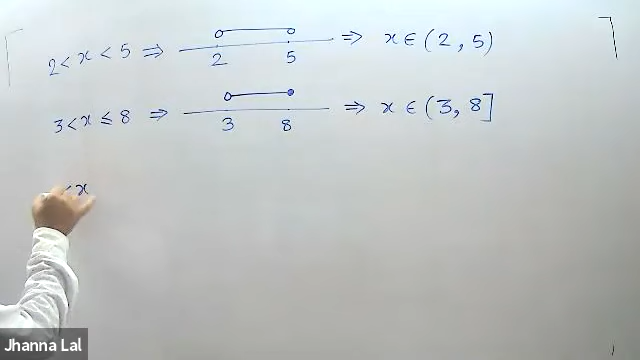 2 < x < 5 ⇒ 2 5 ⇒ x ∈ (2, 5)
3 < x ≤ 8 ⇒ 3 8 ⇒ x ∈ (3, 8]
< x
Jhanna Lal